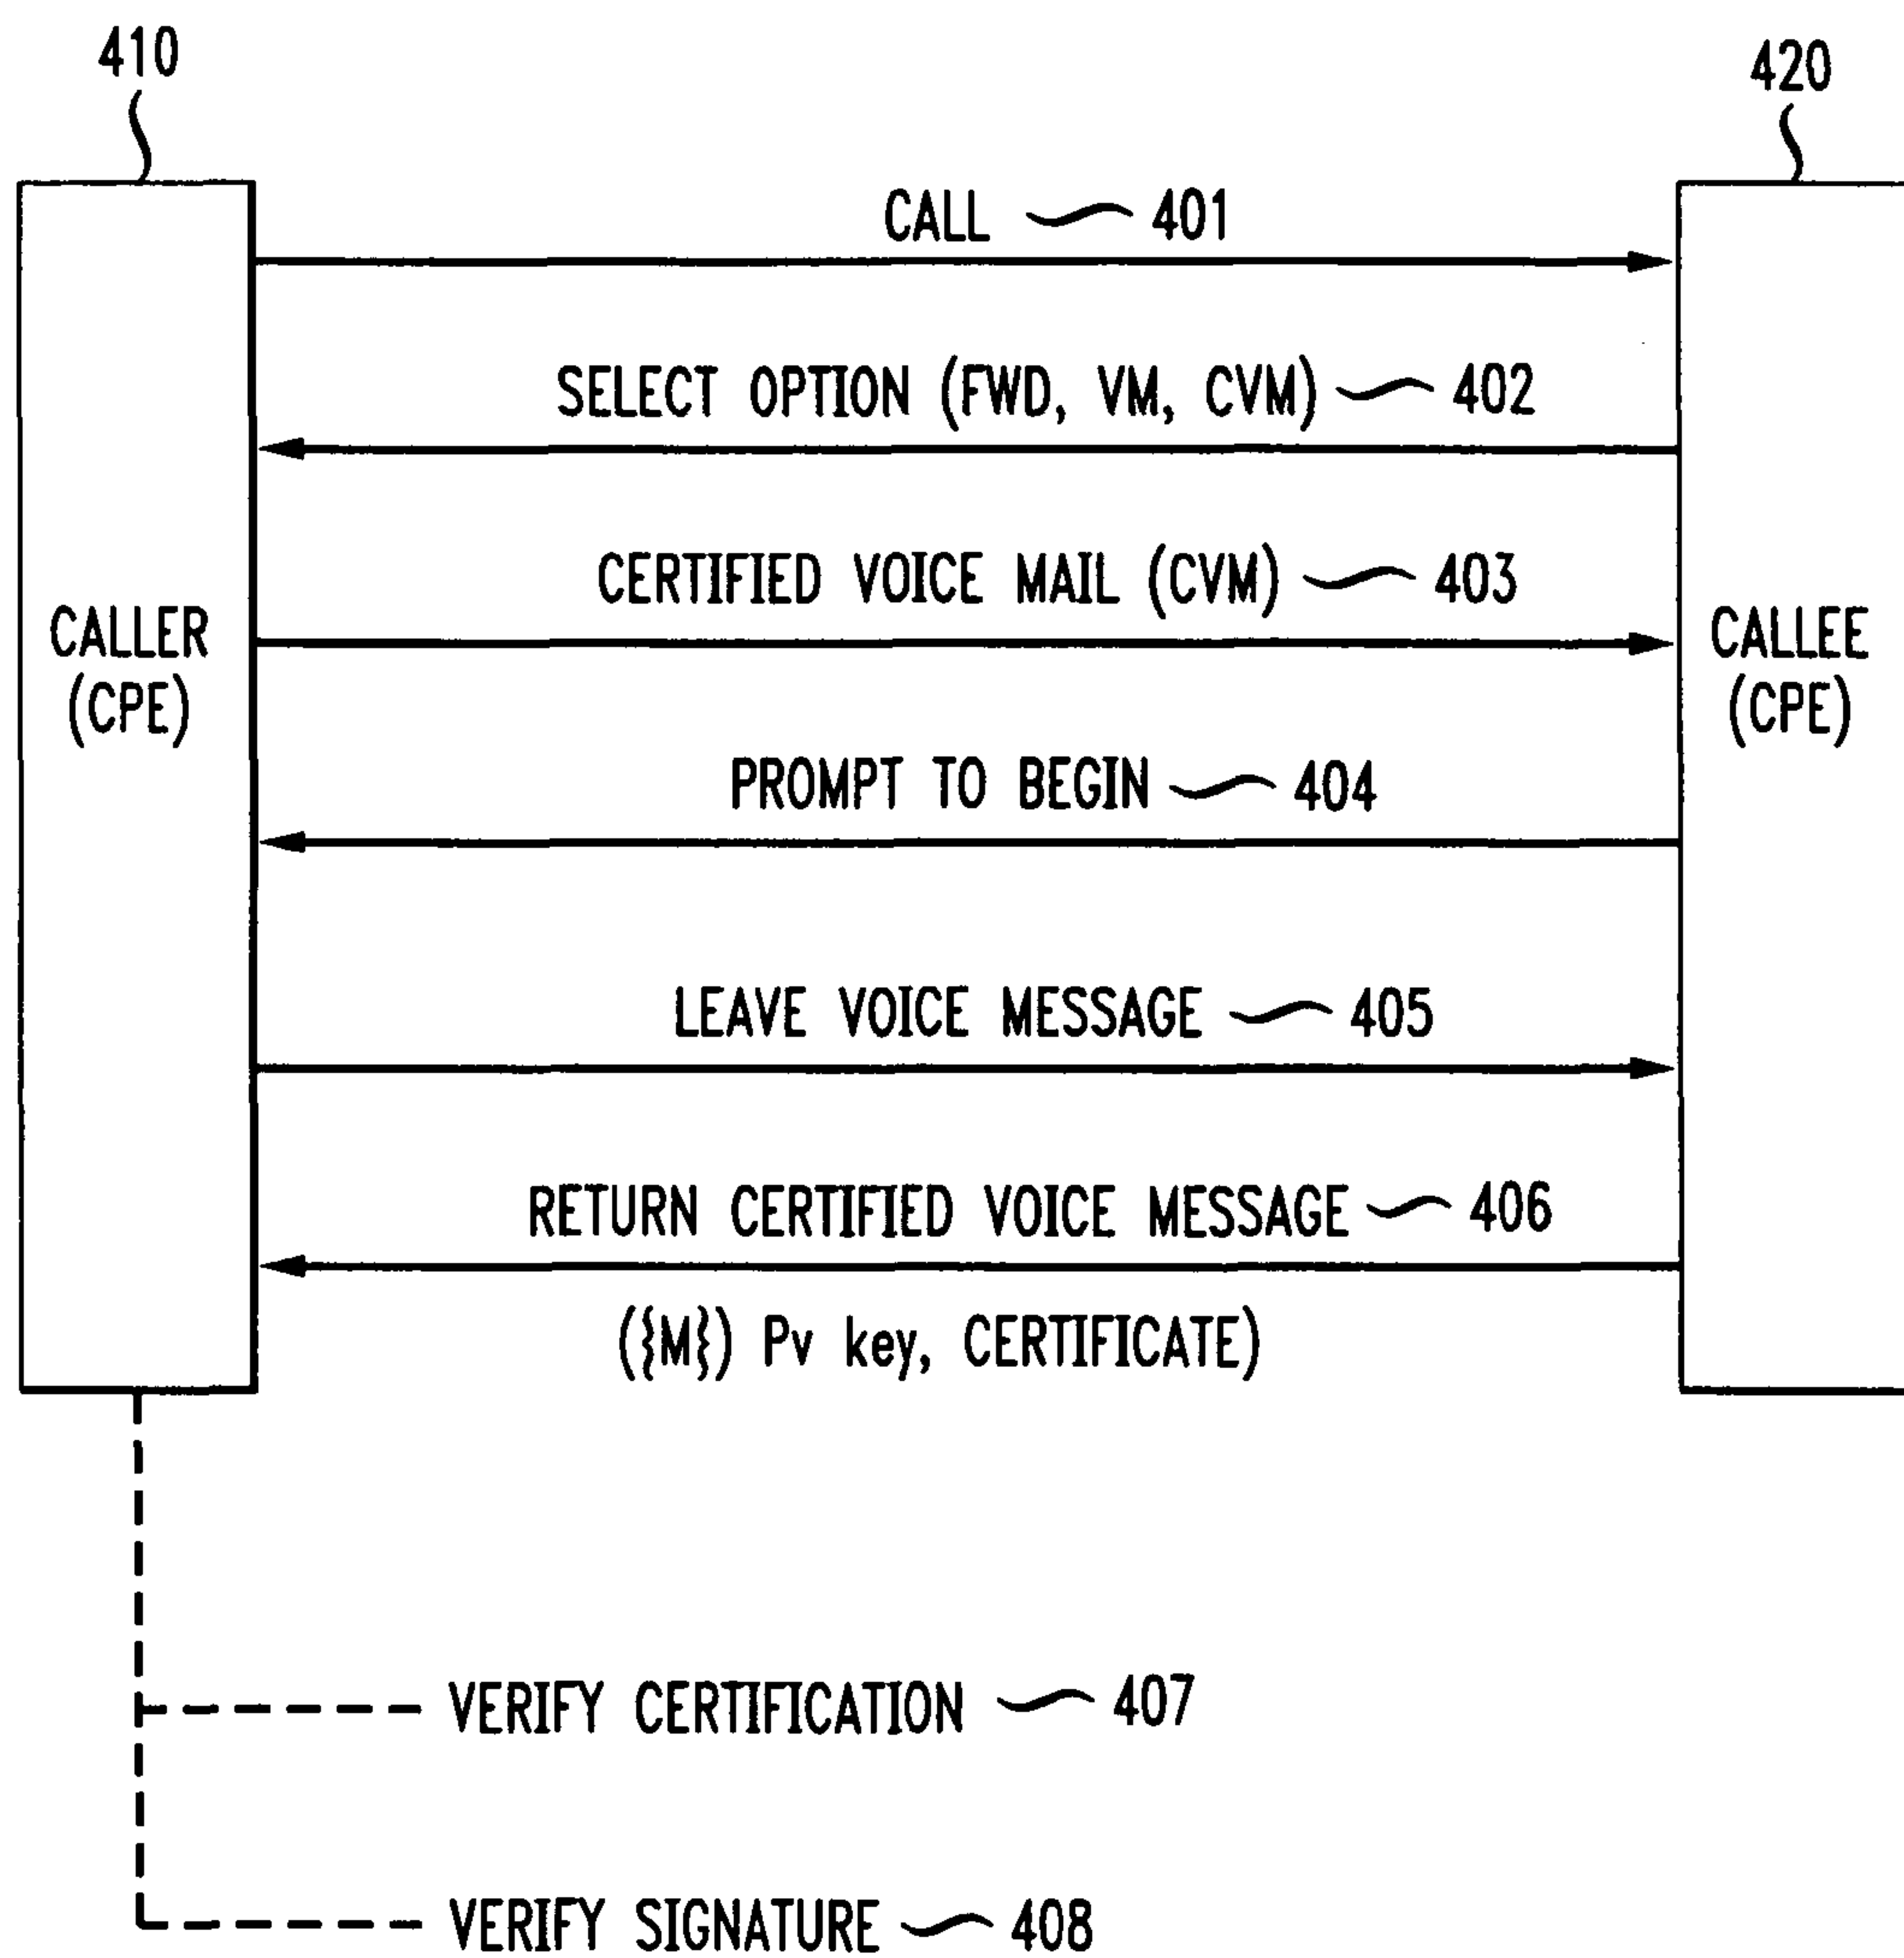 410
420
CALL 401
SELECT OPTION (FWD, VM, CVM) 402
CERTIFIED VOICE MAIL (CVM) 403
CALLER
(CPE)
CALLEE
(CPE)
PROMPT TO BEGIN 404
LEAVE VOICE MESSAGE 405
RETURN CERTIFIED VOICE MESSAGE 406
({M}) Pv key, CERTIFICATE)
VERIFY CERTIFICATION 407
VERIFY SIGNATURE 408